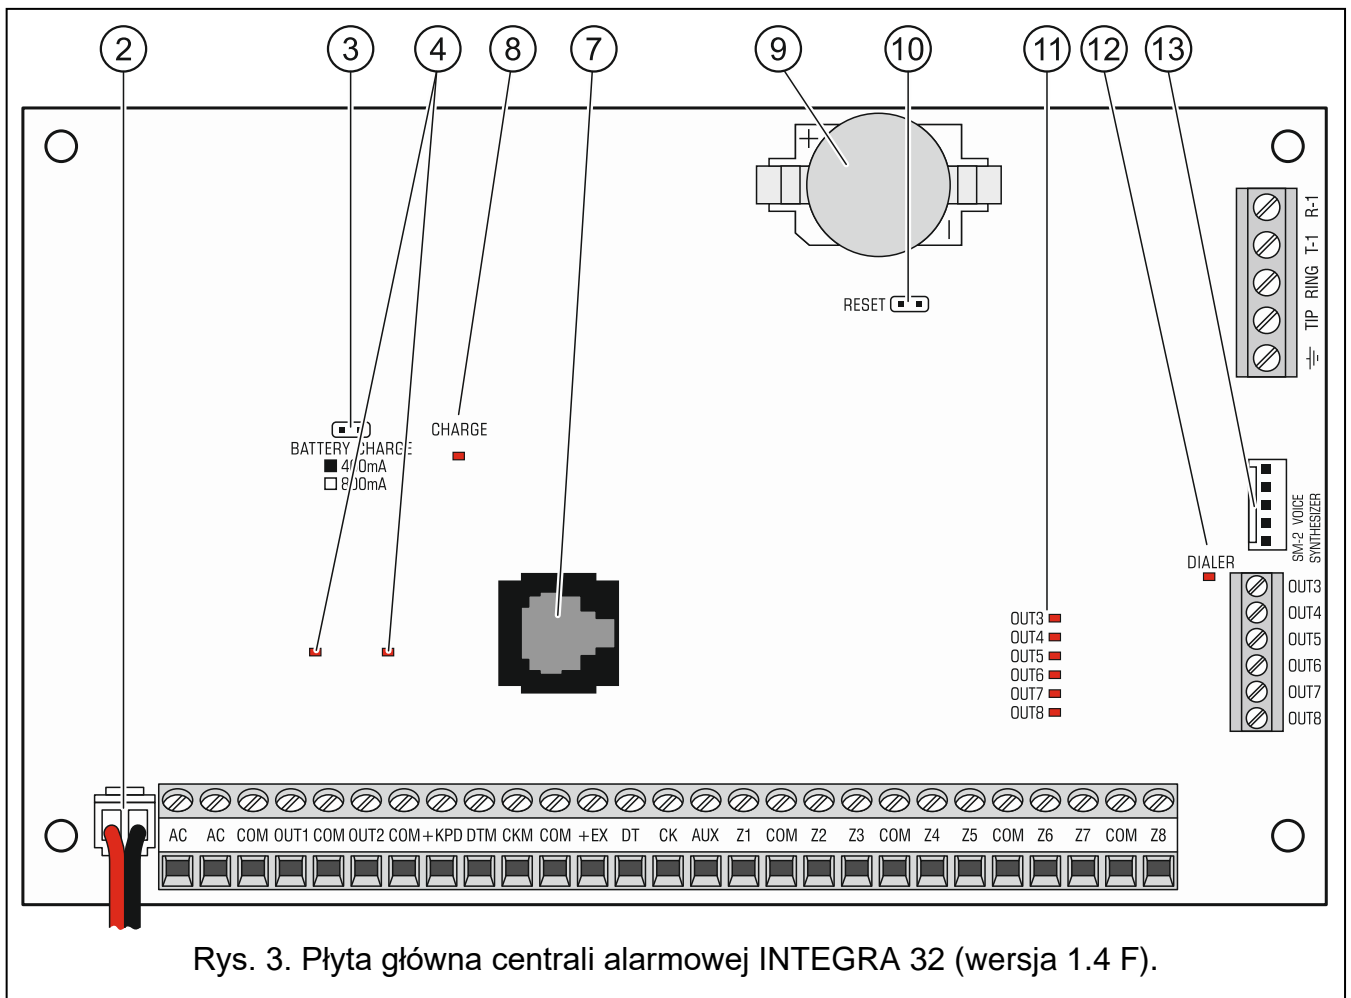 2 3 4 8 7 9 10 11 12 13
+
−
R-1
T-1
RING
TIP
RESET
CHARGE
BATTERY CHARGE
400mA
800mA
SM-2 VOICE
SYNTHESIZER
DIALER
OUT3
OUT4
OUT5
OUT6
OUT7
OUT8
OUT3
OUT4
OUT5
OUT6
OUT7
OUT8
AC AC COM OUT1 COM OUT2 COM +KPD DTM CKM COM +EX DT CK AUX Z1 COM Z2 Z3 COM Z4 Z5 COM Z6 Z7 COM Z8
Rys. 3. Płyta główna centrali alarmowej INTEGRA 32 (wersja 1.4 F).